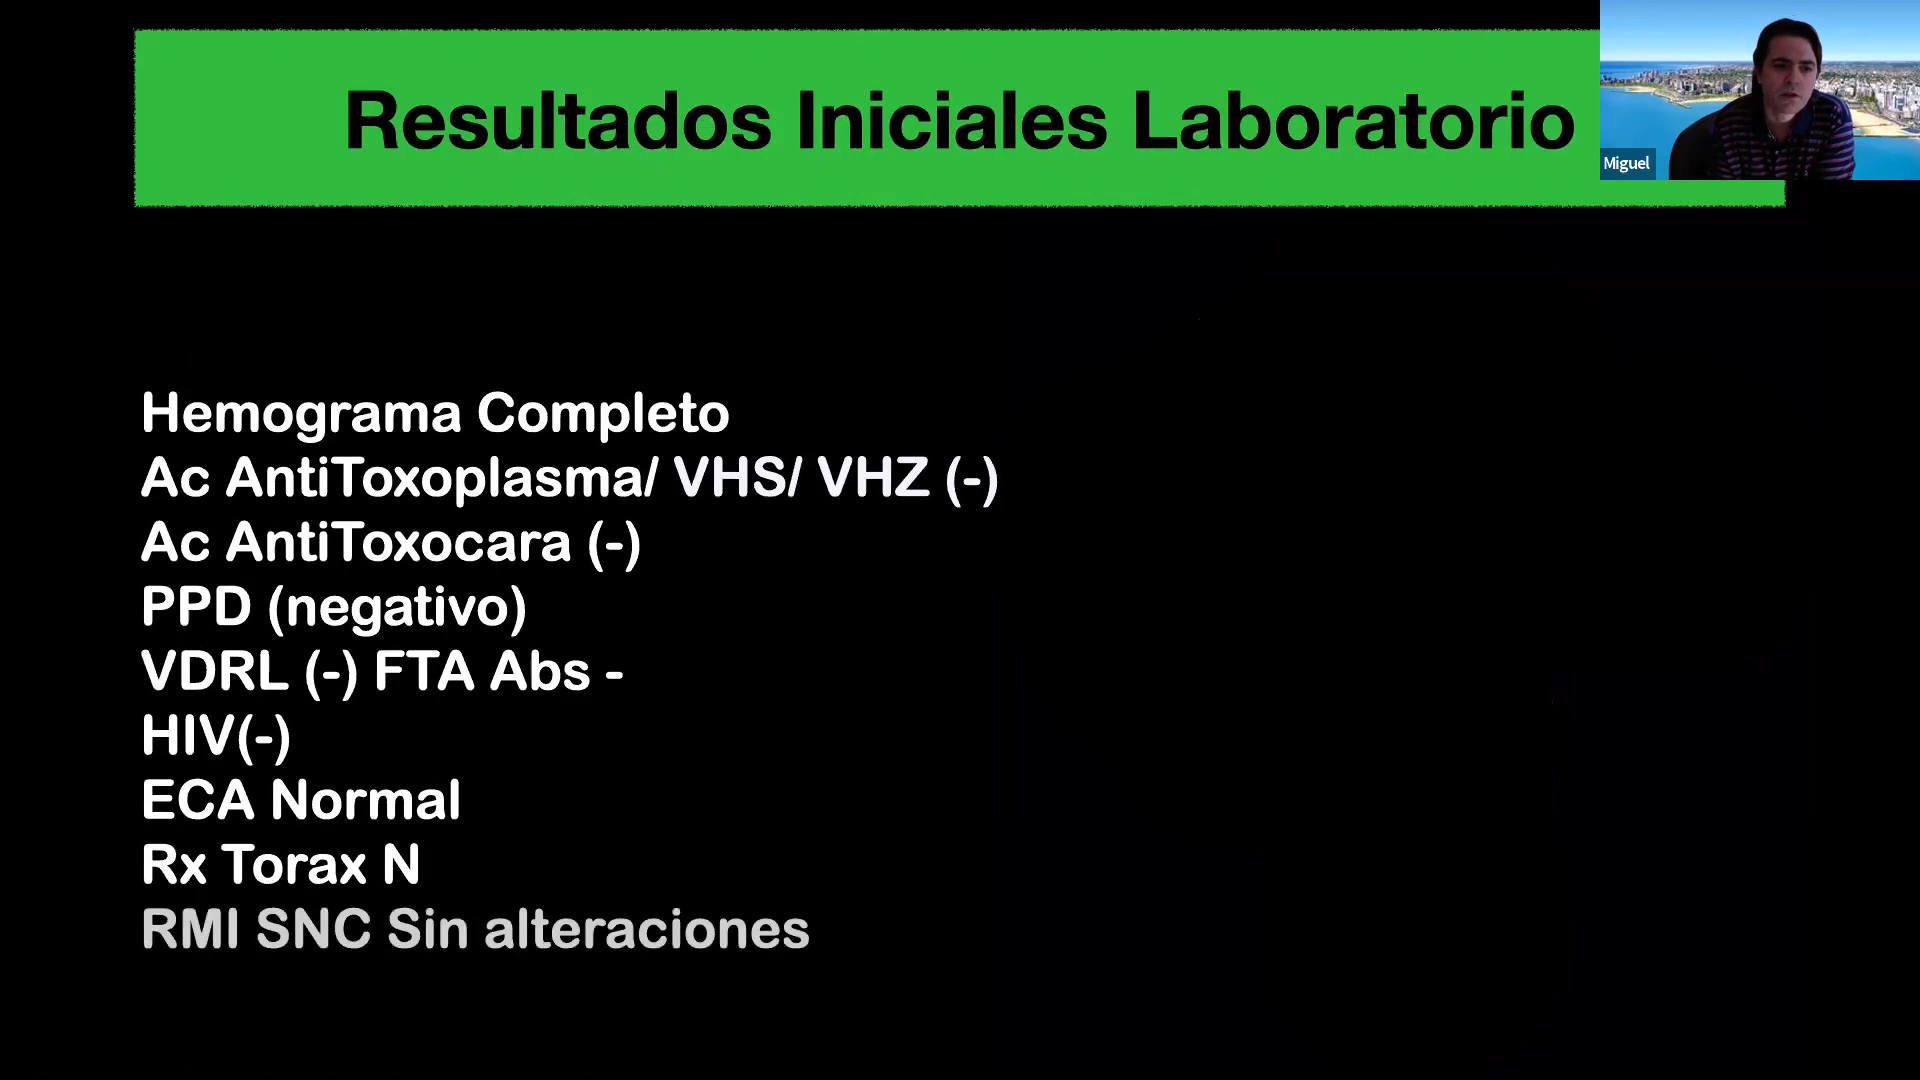 Resultados Iniciales Laboratorio
Miguel
Hemograma Completo
Ac AntiToxoplasma/ VHS/ VHZ (-)
Ac AntiToxocara (-)
PPD (negativo)
VDRL (-) FTA Abs -
HIV(-)
ECA Normal
Rx Torax N
RMI SNC Sin alteraciones